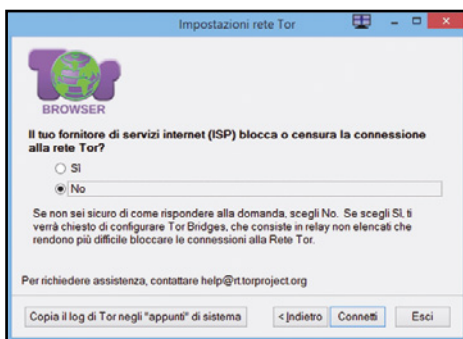 Impostazioni rete Tor
Tor
BROWSER
Il tuo fornitore di servizi internet (ISP) blocca o censura la connessione
alla rete Tor?
Sì
No
Se non sei sicuro di come rispondere alla domanda, scegli No. Se scegli Sì, ti
verrà chiesto di configurare Tor Bridges, che consiste in relay non elencati che
rendono più difficile bloccare le connessioni alla Rete Tor.
Per richiedere assistenza, contattare help@rt.torproject.org
Copia il log di Tor negli "appunti" di sistema
< Indietro
Connetti
Esci